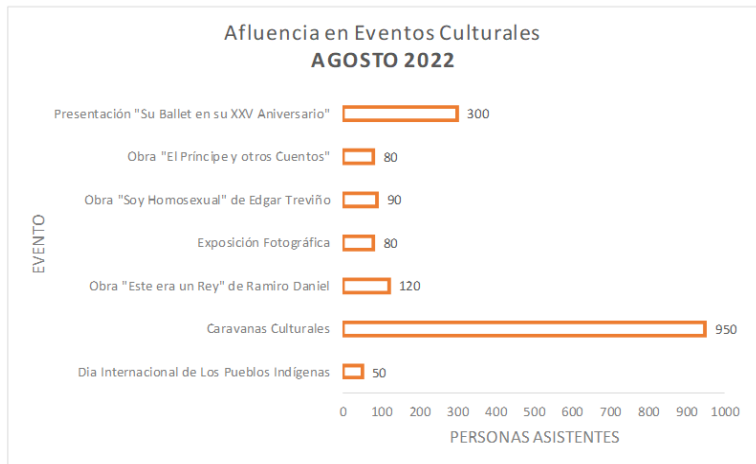 Afluencia en Eventos Culturales
AGOSTO 2022
EVENTO
Presentación "Su Ballet en su XXV Aniversario" 300
Obra "El Príncipe y otros Cuentos" 80
Obra "Soy Homosexual" de Edgar Treviño 90
Exposición Fotográfica 80
Obra "Este era un Rey" de Ramiro Daniel 120
Caravanas Culturales 950
Dia Internacional de Los Pueblos Indígenas 50
0 100 200 300 400 500 600 700 800 900 1000
PERSONAS ASISTENTES